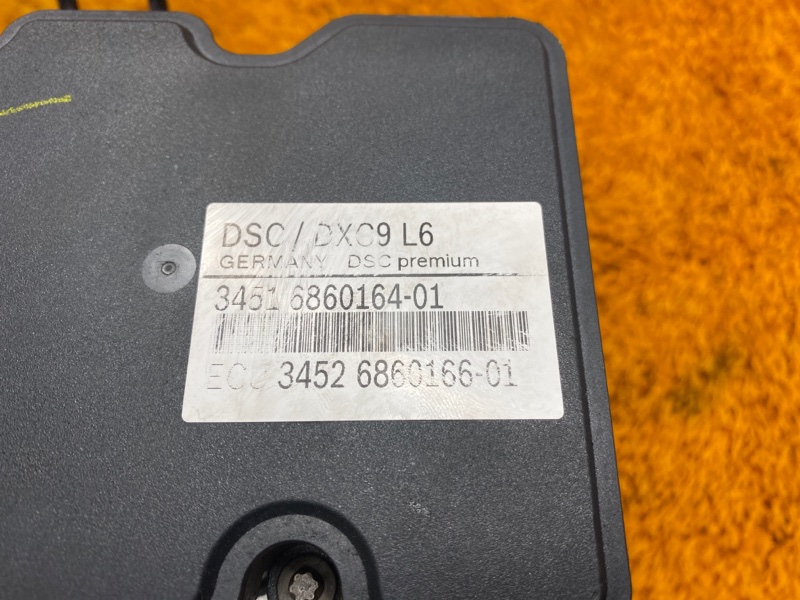 DSC / DXC9 L6
GERMANY DSC premium
3451 6860164-01
ECU 3452 6860166-01